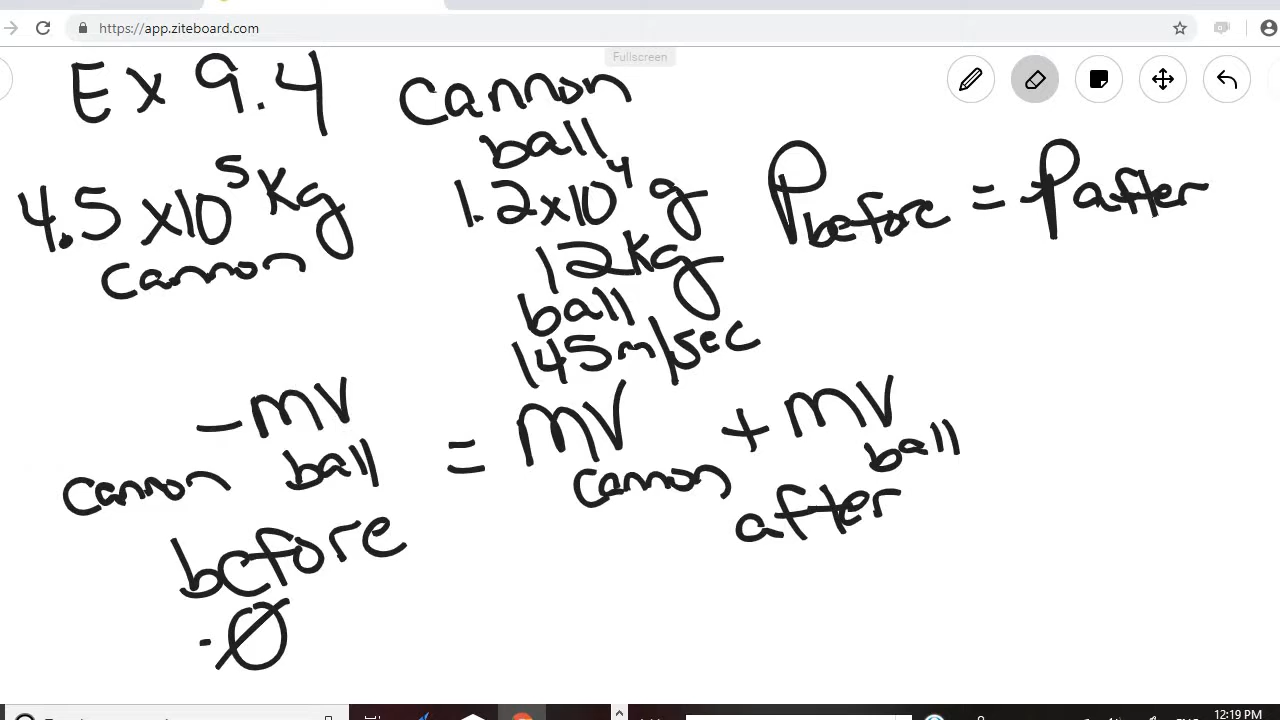 https://app.ziteboard.com
Fullscreen
Ex 9.4
cannon
ball
4.5 x10^5 Kg
cannon
1.2x10^4 g
12Kg
ball
145m/sec
Pbefore = Pafter
-mv = mv + mv
cannon ball cannon ball
before after
-Ø
12:19 PM